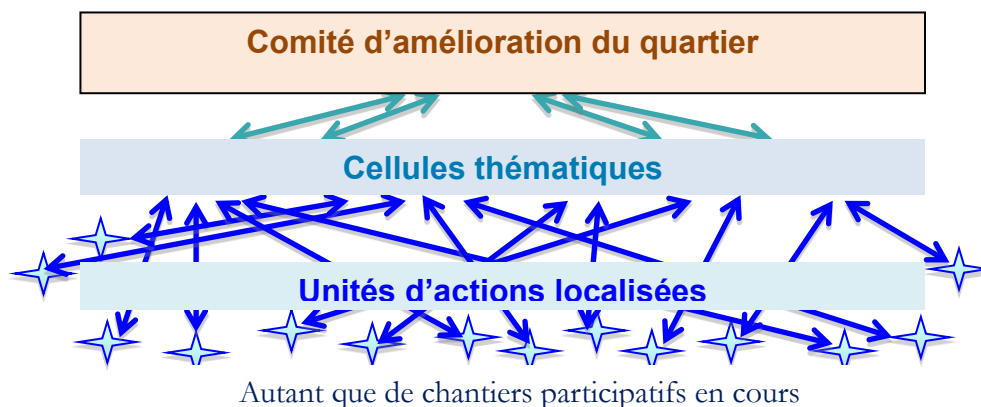 Comité d’amélioration du quartier
Cellules thématiques
Unités d’actions localisées
Autant que de chantiers participatifs en cours